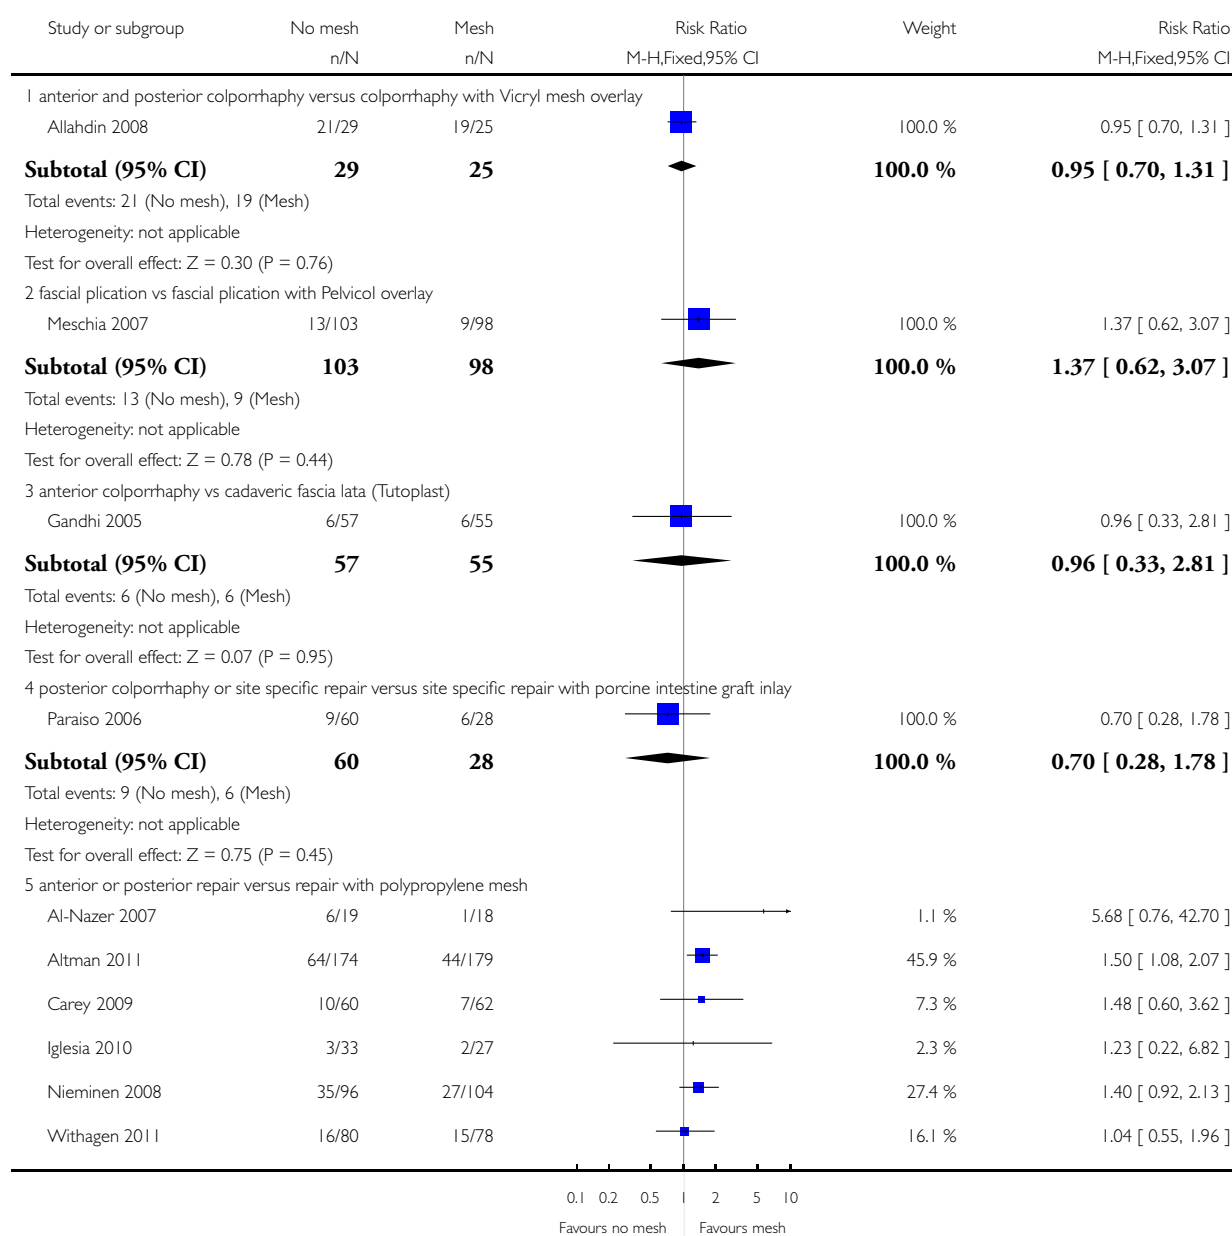 Study or subgroup No mesh Mesh Risk Ratio Weight Risk Ratio
n/N n/N M-H,Fixed,95% CI M-H,Fixed,95% CI
1 anterior and posterior colporrhaphy versus colporrhaphy with Vicryl mesh overlay
Allahdin 2008 21/29 19/25 100.0 % 0.95 [ 0.70, 1.31 ]
Subtotal (95% CI) 29 25 100.0 % 0.95 [ 0.70, 1.31 ]
Total events: 21 (No mesh), 19 (Mesh)
Heterogeneity: not applicable
Test for overall effect: Z = 0.30 (P = 0.76)
2 fascial plication vs fascial plication with Pelvicol overlay
Meschia 2007 13/103 9/98 100.0 % 1.37 [ 0.62, 3.07 ]
Subtotal (95% CI) 103 98 100.0 % 1.37 [ 0.62, 3.07 ]
Total events: 13 (No mesh), 9 (Mesh)
Heterogeneity: not applicable
Test for overall effect: Z = 0.78 (P = 0.44)
3 anterior colporrhaphy vs cadaveric fascia lata (Tutoplast)
Gandhi 2005 6/57 6/55 100.0 % 0.96 [ 0.33, 2.81 ]
Subtotal (95% CI) 57 55 100.0 % 0.96 [ 0.33, 2.81 ]
Total events: 6 (No mesh), 6 (Mesh)
Heterogeneity: not applicable
Test for overall effect: Z = 0.07 (P = 0.95)
4 posterior colporrhaphy or site specific repair versus site specific repair with porcine intestine graft inlay
Paraiso 2006 9/60 6/28 100.0 % 0.70 [ 0.28, 1.78 ]
Subtotal (95% CI) 60 28 100.0 % 0.70 [ 0.28, 1.78 ]
Total events: 9 (No mesh), 6 (Mesh)
Heterogeneity: not applicable
Test for overall effect: Z = 0.75 (P = 0.45)
5 anterior or posterior repair versus repair with polypropylene mesh
Al-Nazer 2007 6/19 1/18 1.1 % 5.68 [ 0.76, 42.70 ]
Altman 2011 64/174 44/179 45.9 % 1.50 [ 1.08, 2.07 ]
Carey 2009 10/60 7/62 7.3 % 1.48 [ 0.60, 3.62 ]
Iglesia 2010 3/33 2/27 2.3 % 1.23 [ 0.22, 6.82 ]
Nieminen 2008 35/96 27/104 27.4 % 1.40 [ 0.92, 2.13 ]
Withagen 2011 16/80 15/78 16.1 % 1.04 [ 0.55, 1.96 ]
0.1 0.2 0.5 1 2 5 10
Favours no mesh Favours mesh